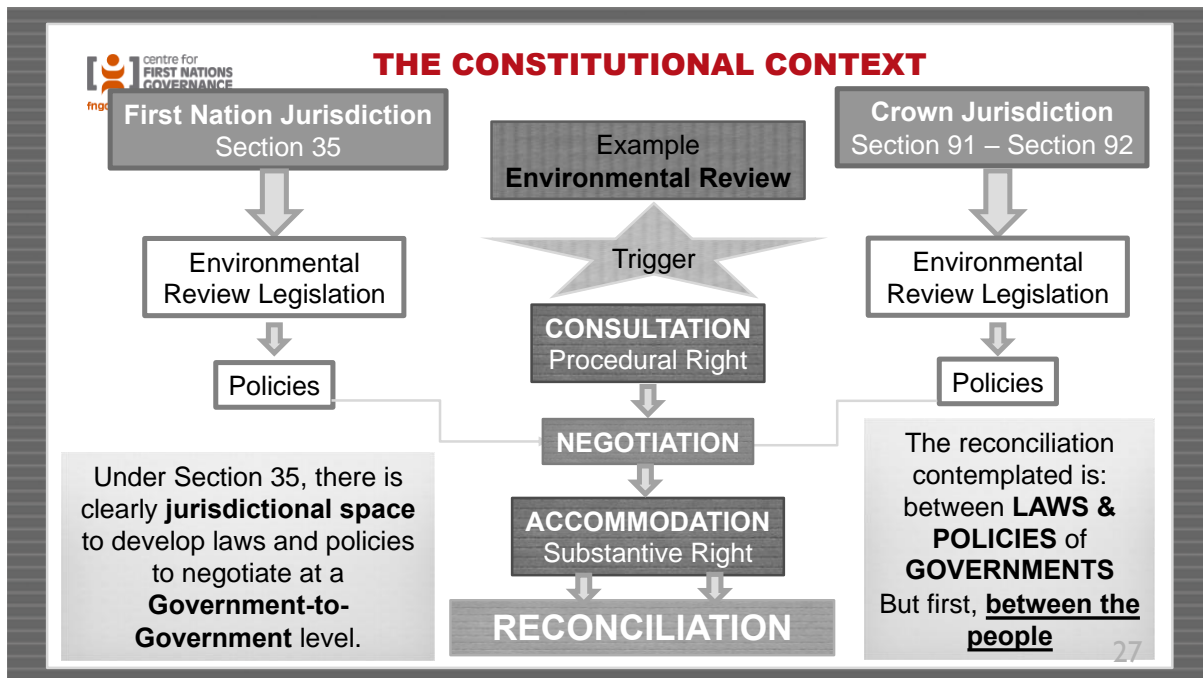 centre for
FIRST NATIONS
GOVERNANCE
THE CONSTITUTIONAL CONTEXT
First Nation Jurisdiction
Section 35
Environmental
Review Legislation
Policies
Under Section 35, there is
clearly jurisdictional space
to develop laws and policies
to negotiate at a
Government-to-
Government level.
Example
Environmental Review
Trigger
CONSULTATION
Procedural Right
NEGOTIATION
ACCOMMODATION
Substantive Right
RECONCILIATION
Crown Jurisdiction
Section 91 – Section 92
Environmental
Review Legislation
Policies
The reconciliation
contemplated is:
between LAWS &
POLICIES of
GOVERNMENTS
But first, between the
people
27